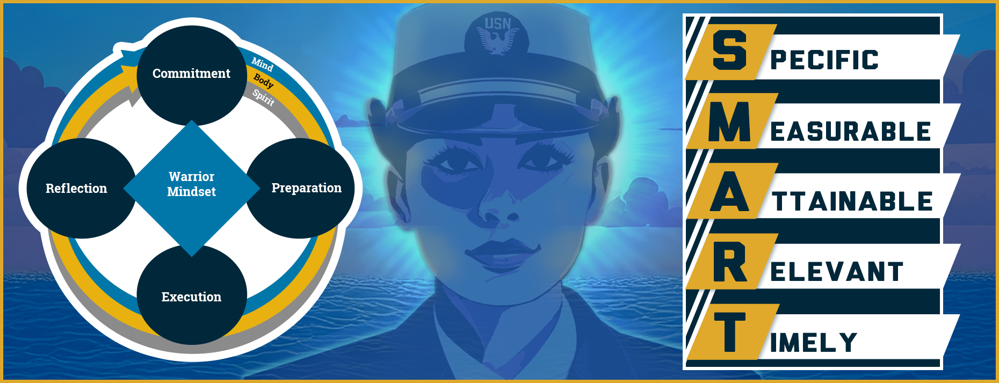 Commitment
Mind
Body
Spirit
Reflection
Warrior
Mindset
Preparation
Execution
USN
SPECIFIC
MEASURABLE
ATTAINABLE
RELEVANT
TIMELY